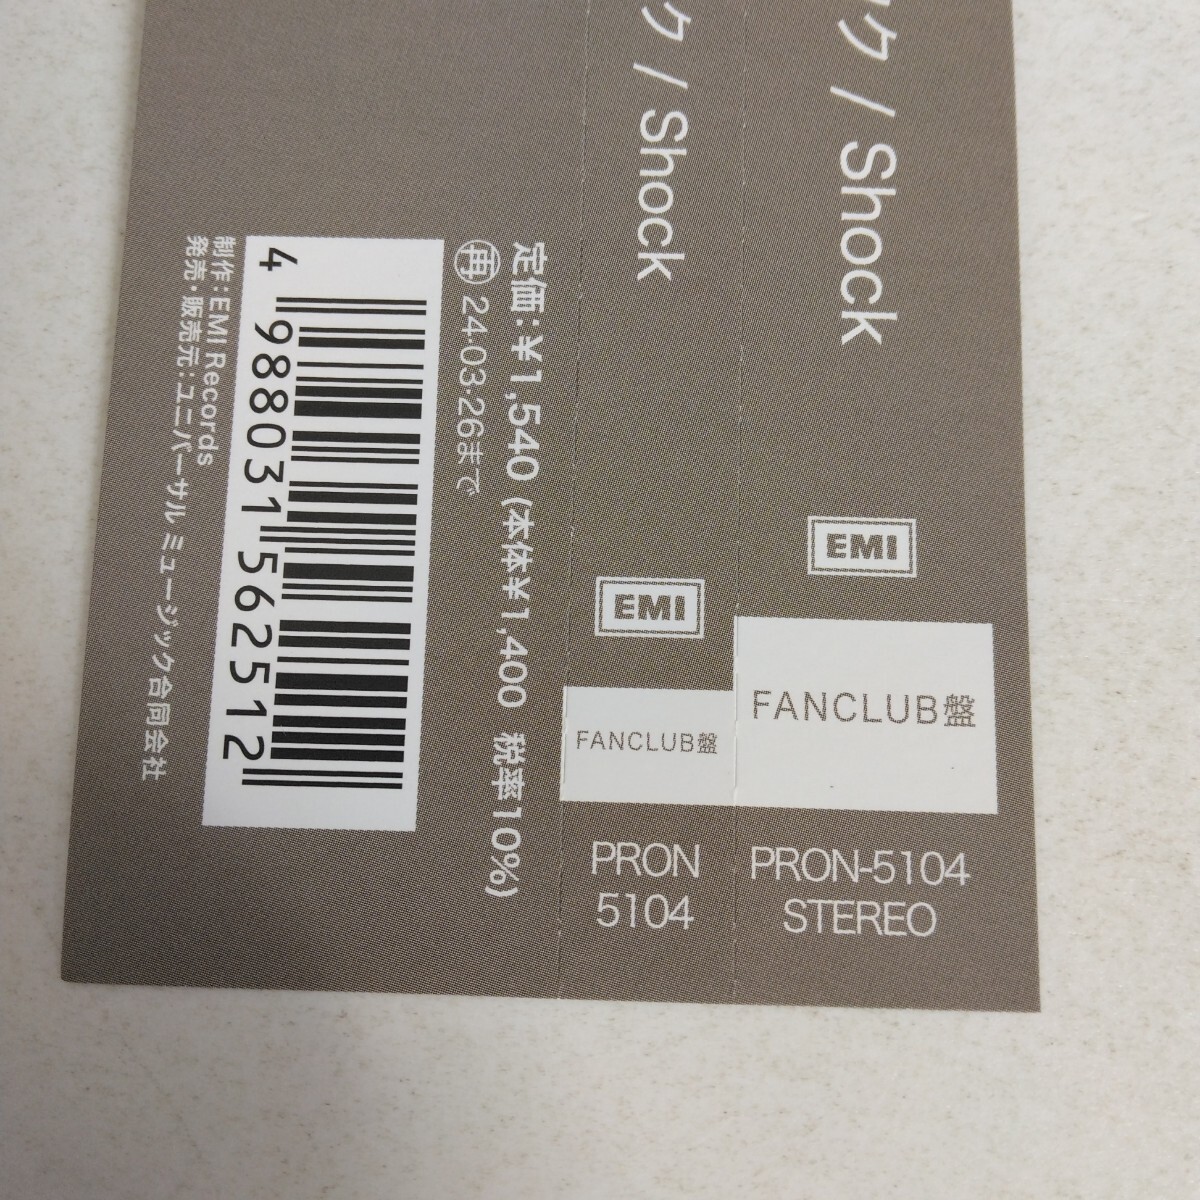 ク / Shock
EMI
FANCLUB盤
PRON-5104
STEREO
ク / Shock
EMI
FANCLUB盤
PRON
5104
定価:¥1,540 (本体¥1,400 税率10%)
再 24・03・26まで
4 988031 562512
制作:EMI Records
発売・販売元:ユニバーサル ミュージック合同会社